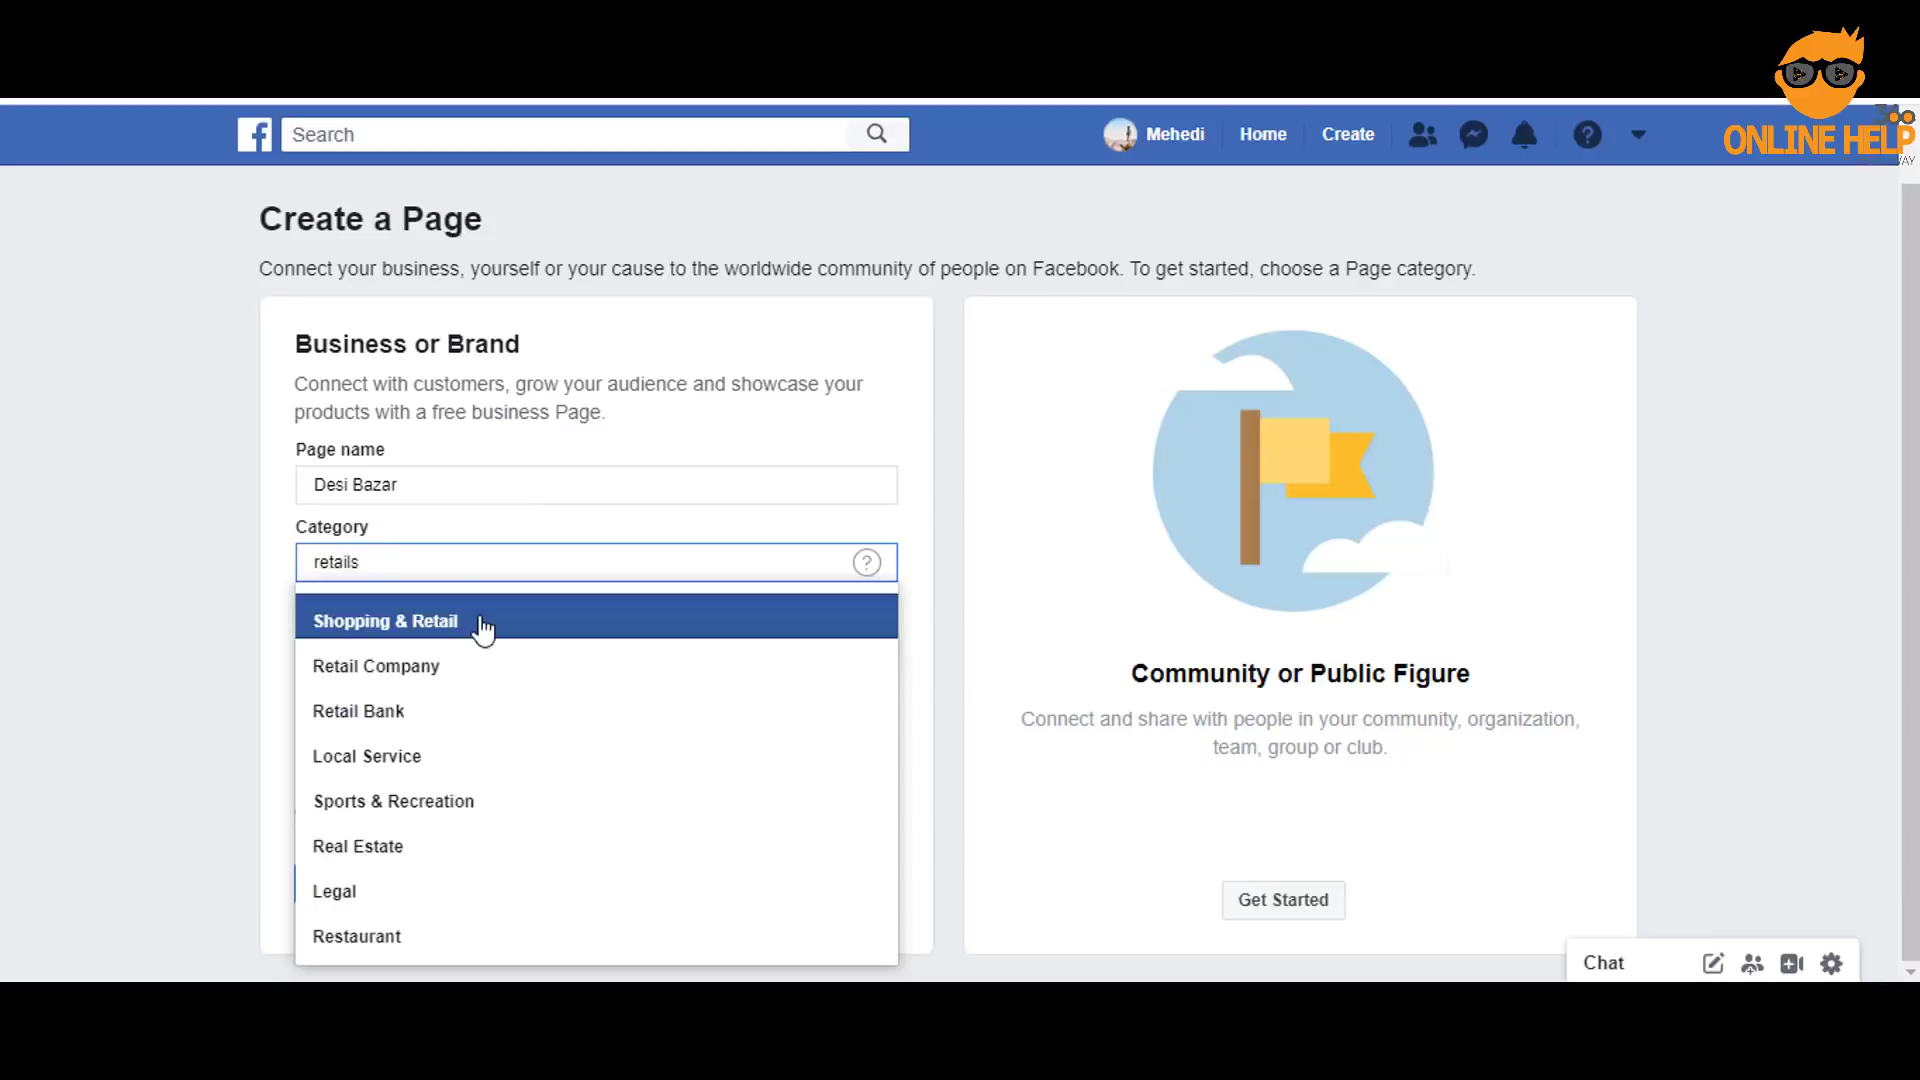 ONLINE HELP
Search
Mehedi
Home
Create
Create a Page
Connect your business, yourself or your cause to the worldwide community of people on Facebook. To get started, choose a Page category.
Business or Brand
Connect with customers, grow your audience and showcase your
products with a free business Page.
Page name
Desi Bazar
Category
retails
Shopping & Retail
Retail Company
Retail Bank
Local Service
Sports & Recreation
Real Estate
Legal
Restaurant
Community or Public Figure
Connect and share with people in your community, organization,
team, group or club.
Get Started
Chat